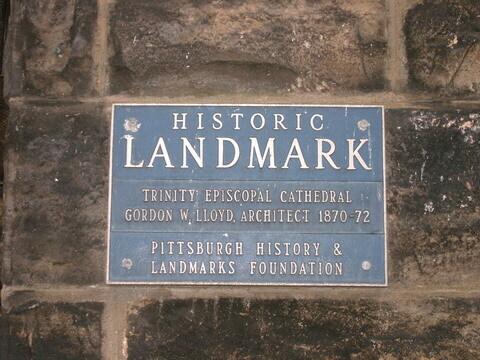 HISTORIC
LANDMARK
TRINITY EPISCOPAL CATHEDRAL
GORDON W. LLOYD, ARCHITECT 1870-72
PITTSBURGH HISTORY &
LANDMARKS FOUNDATION